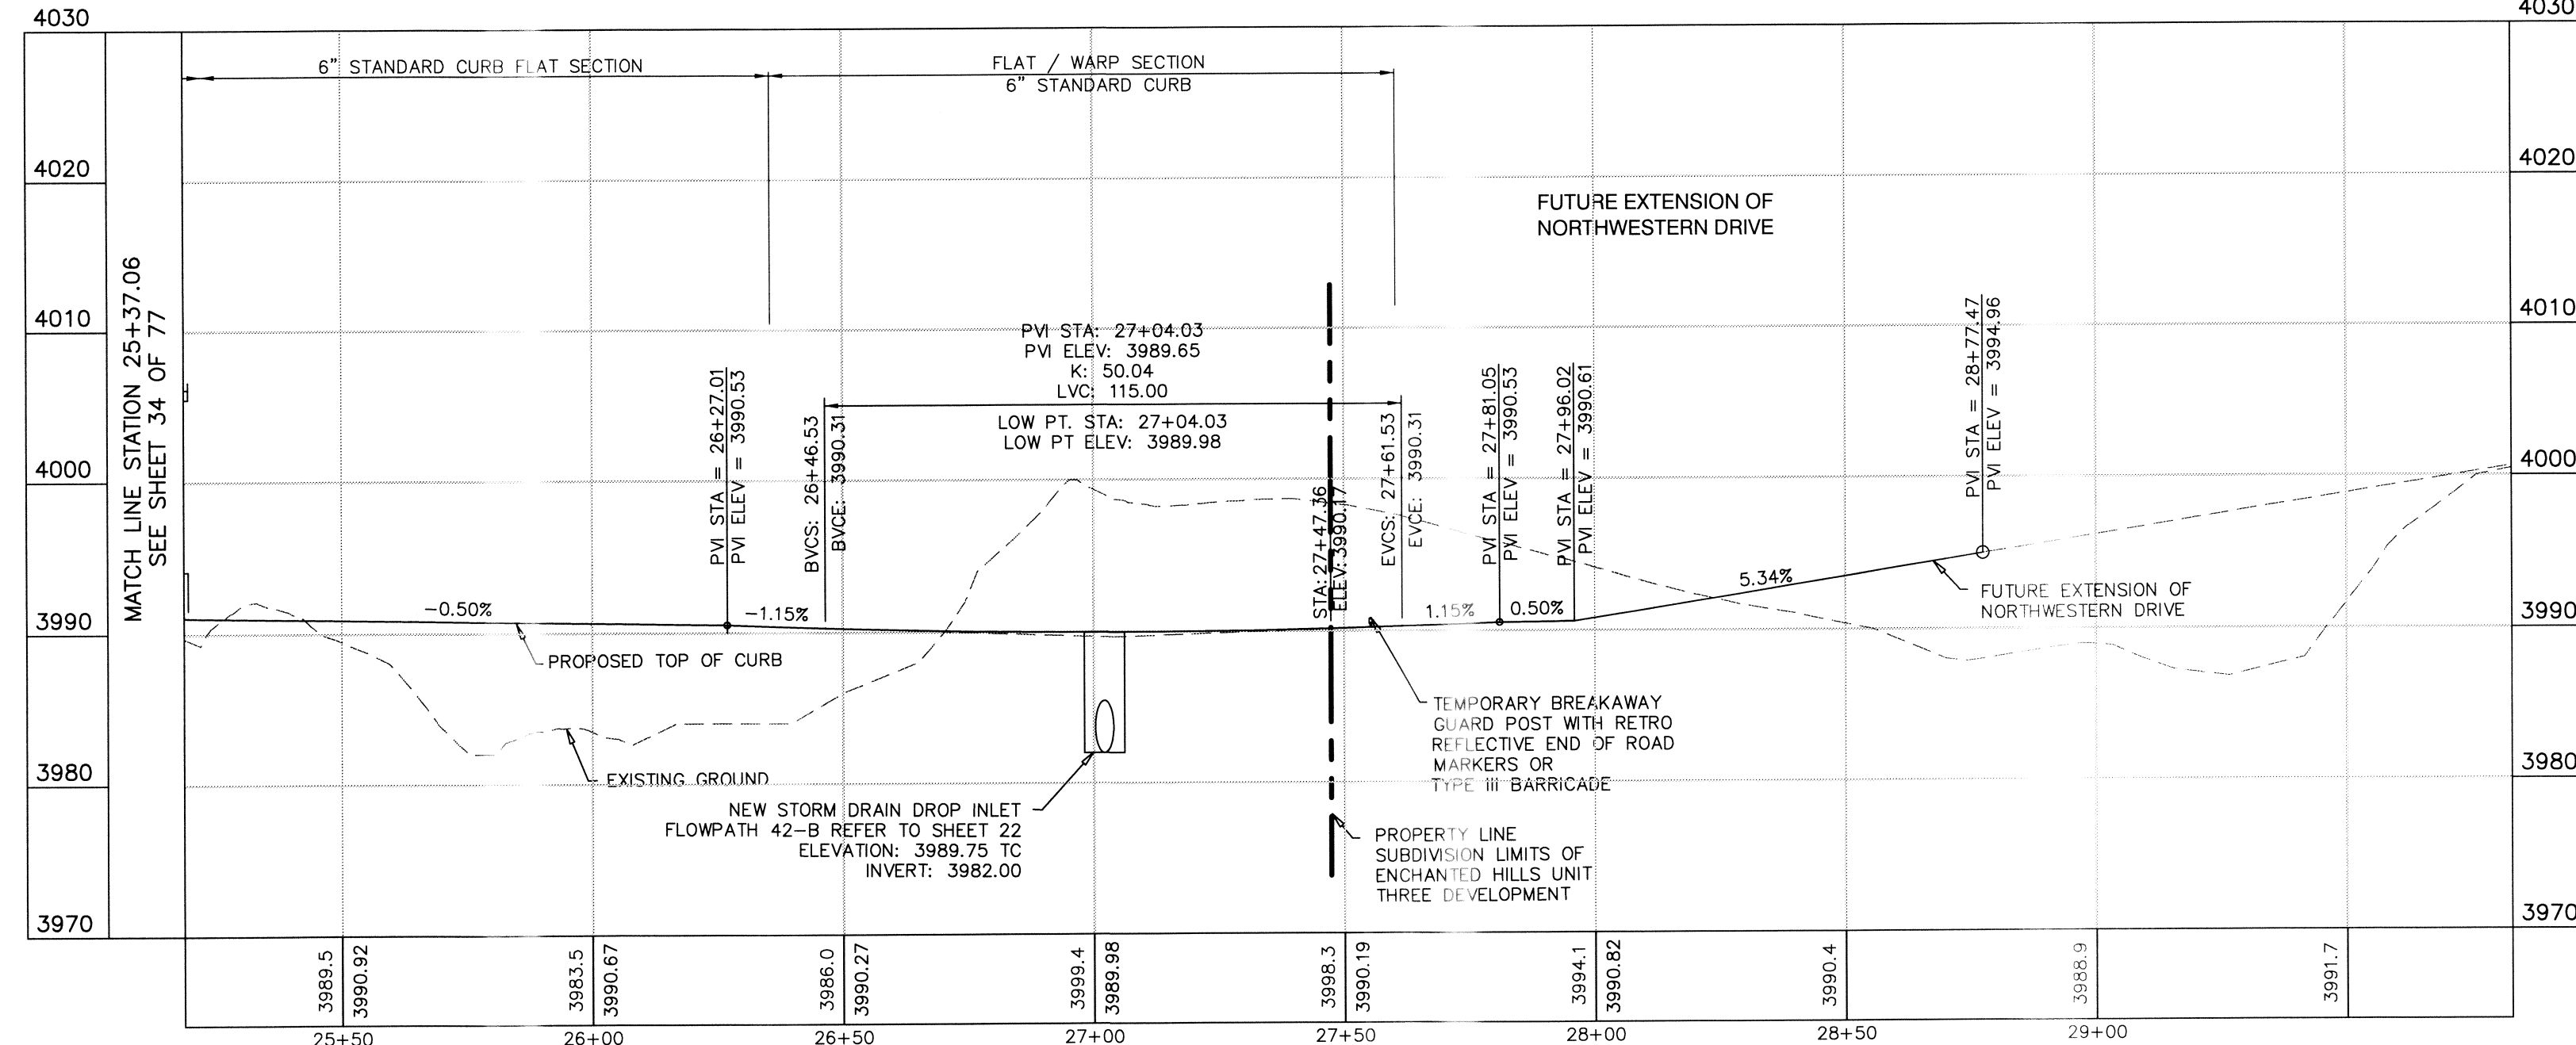 4030
4030
6" STANDARD CURB FLAT SECTION
FLAT / WARP SECTION
6" STANDARD CURB
4020
4020
FUTURE EXTENSION OF
NORTHWESTERN DRIVE
MATCH LINE STATION 25+37.06
SEE SHEET 34 OF 77
4010
4010
PVI STA: 27+04.03
PVI ELEV: 3989.65
K: 50.04
LVC: 115.00
LOW PT. STA: 27+04.03
LOW PT ELEV: 3989.98
PVI STA = 26+27.01
PVI ELEV = 3990.53
BVCS: 26+46.53
BVCE: 3990.31
STA:27+47.36
ELEV:3990.17
EVCS: 27+61.53
EVCE: 3990.31
PVI STA = 27+81.05
PVI ELEV = 3990.53
PVI STA = 27+96.02
PVI ELEV = 3990.61
PVI STA = 28+77.47
PVI ELEV = 3994.96
4000
4000
3990
3990
-0.50%
-1.15%
1.15%
0.50%
5.34%
FUTURE EXTENSION OF
NORTHWESTERN DRIVE
PROPOSED TOP OF CURB
EXISTING GROUND
TEMPORARY BREAKAWAY
GUARD POST WITH RETRO
REFLECTIVE END OF ROAD
MARKERS OR
TYPE III BARRICADE
3980
3980
NEW STORM DRAIN DROP INLET
FLOWPATH 42-B REFER TO SHEET 22
ELEVATION: 3989.75 TC
INVERT: 3982.00
PROPERTY LINE
SUBDIVISION LIMITS OF
ENCHANTED HILLS UNIT
THREE DEVELOPMENT
3970
3970
3989.5
3990.92
3983.5
3990.67
3986.0
3990.27
3999.4
3989.98
3998.3
3990.19
3994.1
3990.82
3990.4
3988.9
3991.7
25+50
26+00
26+50
27+00
27+50
28+00
28+50
29+00